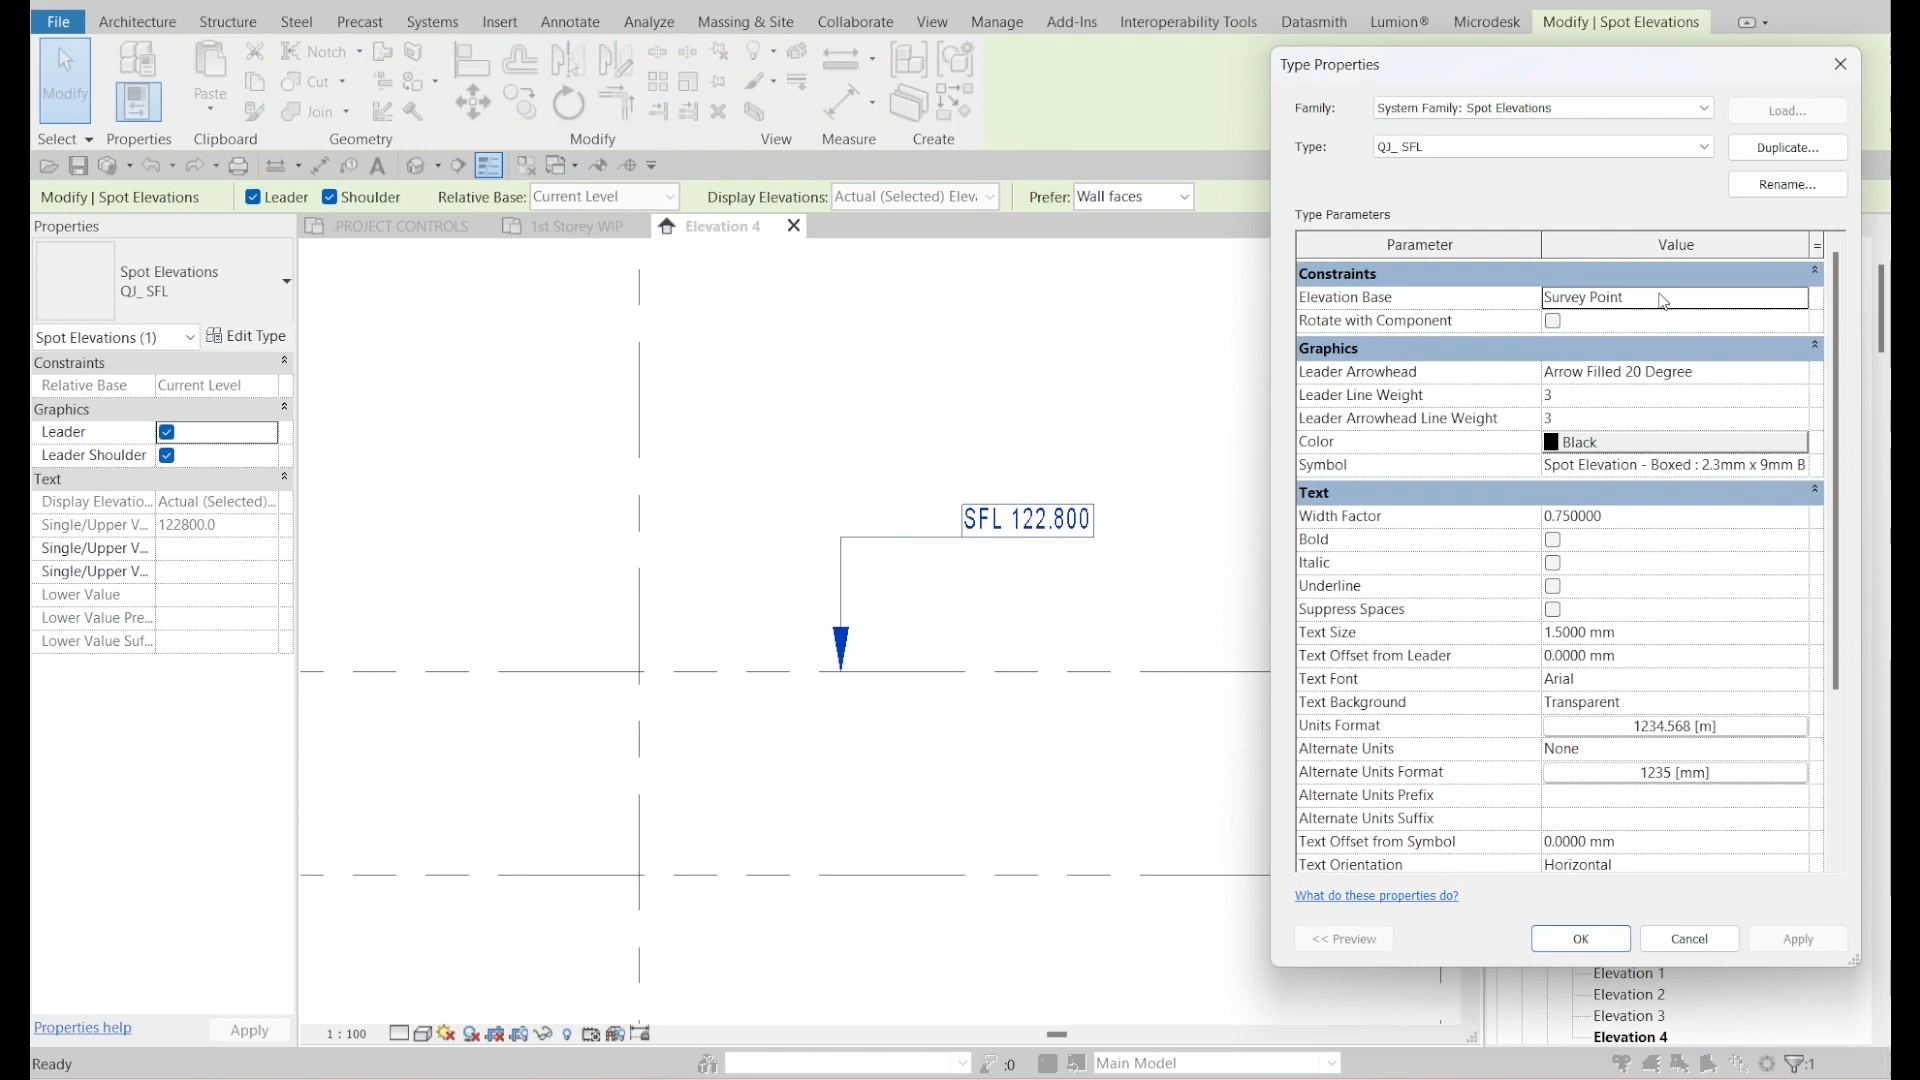 File Architecture Structure Steel Precast Systems Insert Annotate Analyze Massing & Site Collaborate View Manage Add-Ins Interoperability Tools Datasmith Lumion® Microdesk Modify | Spot Elevations
Modify
Paste
Notch
Cut
Join
Select Properties Clipboard Geometry Modify View Measure Create
Modify | Spot Elevations Leader Shoulder Relative Base: Current Level Display Elevations: Actual (Selected) Elev Prefer: Wall faces
Properties
.PROJECT CONTROLS 1st Storey WIP Elevation 4
Spot Elevations
QJ_ SFL
Spot Elevations (1) Edit Type
Constraints
Relative Base Current Level
Graphics
Leader
Leader Shoulder
Text
Display Elevatio... Actual (Selected)...
Single/Upper V... 122800.0
Single/Upper V...
Single/Upper V...
Lower Value
Lower Value Pre...
Lower Value Suf...
Properties help Apply
SFL 122.800
1 : 100
Type Properties
Family: System Family: Spot Elevations Load...
Type: QJ_ SFL Duplicate...
Rename...
Type Parameters
Parameter Value =
Constraints
Elevation Base Survey Point
Rotate with Component
Graphics
Leader Arrowhead Arrow Filled 20 Degree
Leader Line Weight 3
Leader Arrowhead Line Weight 3
Color Black
Symbol Spot Elevation - Boxed : 2.3mm x 9mm B
Text
Width Factor 0.750000
Bold
Italic
Underline
Suppress Spaces
Text Size 1.5000 mm
Text Offset from Leader 0.0000 mm
Text Font Arial
Text Background Transparent
Units Format 1234.568 [m]
Alternate Units None
Alternate Units Format 1235 [mm]
Alternate Units Prefix
Alternate Units Suffix
Text Offset from Symbol 0.0000 mm
Text Orientation Horizontal
What do these properties do?
<< Preview OK Cancel Apply
Elevation 1
Elevation 2
Elevation 3
Elevation 4
Ready :0 Main Model :1